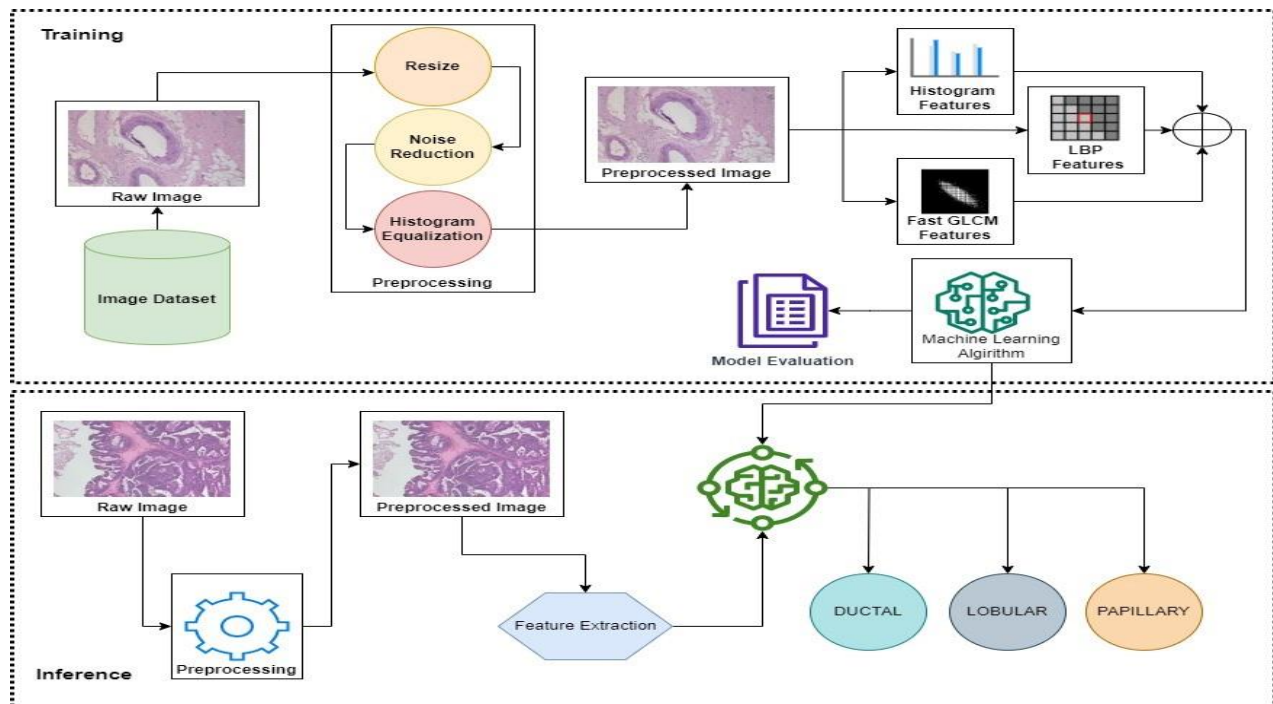 Training
Resize
Noise
Reduction
Histogram
Equalization
Preprocessing
Raw Image
Image Dataset
Preprocessed Image
Histogram
Features
LBP
Features
Fast GLCM
Features
Machine Learning
Algirithm
Model Evaluation
Raw Image
Preprocessed Image
Preprocessing
Feature Extraction
DUCTAL
LOBULAR
PAPILLARY
Inference